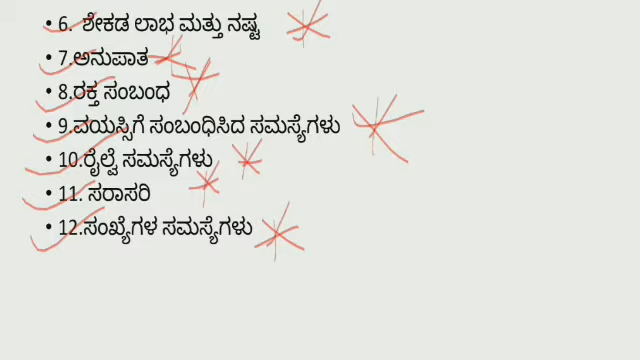 • 6. ಶೇಕಡ ಲಾಭ ಮತ್ತು ನಷ್ಟ
• 7.ಅನುಪಾತ
• 8.ರಕ್ತ ಸಂಬಂಧ
• 9.ವಯಸ್ಸಿಗೆ ಸಂಬಂಧಿಸಿದ ಸಮಸ್ಯೆಗಳು
• 10.ರೈಲ್ವೆ ಸಮಸ್ಯೆಗಳು
• 11. ಸರಾಸರಿ
• 12.ಸಂಖ್ಯೆಗಳ ಸಮಸ್ಯೆಗಳು